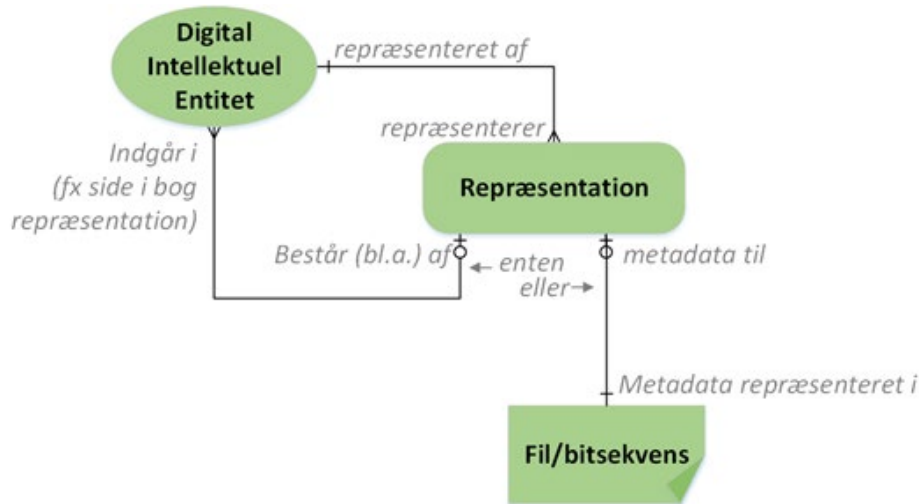 Digital
Intellektuel
Entitet
repræsenteret af
repræsenterer
Indgår i
(fx side i bog
repræsentation)
Repræsentation
Består (bl.a.) af
enten
eller
metadata til
Metadata repræsenteret i
Fil/bitsekvens